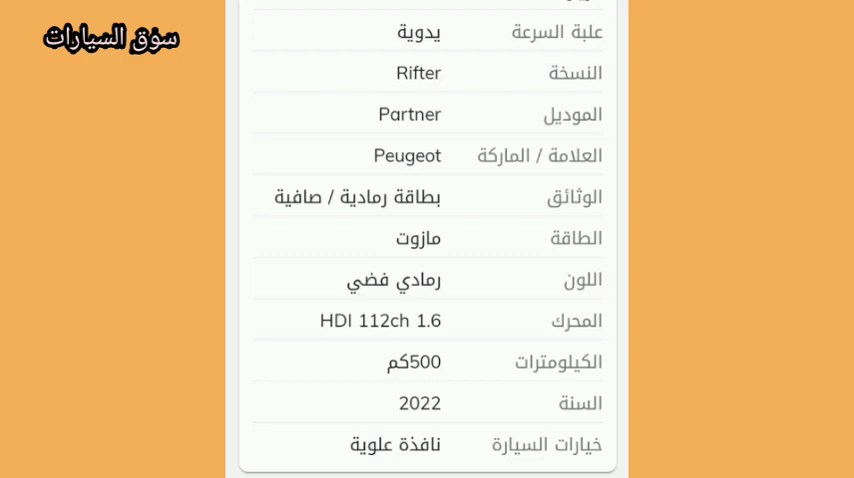 سوق السيارات
علبة السرعة يدوية
النسخة Rifter
الموديل Partner
العلامة / الماركة Peugeot
الوثائق بطاقة رمادية / صافية
الطاقة مازوت
اللون رمادي فضي
المحرك 1.6 HDI 112ch
الكيلومترات 500كم
السنة 2022
خيارات السيارة نافذة علوية